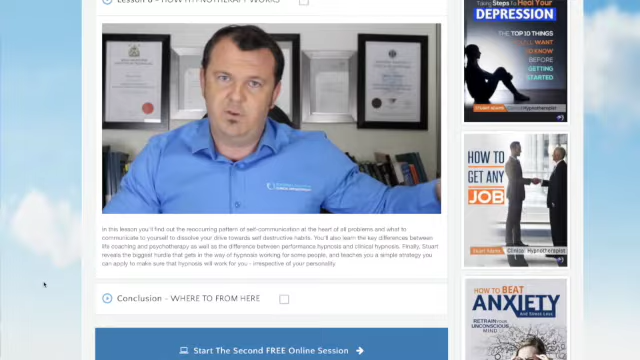 Lesson 6 - HOW HYPNOTHERAPY WORKS
In this lesson you'll find out the reoccurring pattern of self-communication at the heart of all problems and what to
communicate to yourself to dissolve your drive towards self destructive habits. You'll also learn the key differences between
life coaching and psychotherapy as well as the difference between performance hypnosis and clinical hypnosis. Finally, Stuart
reveals the biggest hurdle that gets in the way of hypnosis working for some people, and teaches you a simple strategy you
can apply to make sure that hypnosis will work for you - irrespective of your personality
Conclusion - WHERE TO FROM HERE
Start The Second FREE Online Session
Taking Steps To Heal Your
DEPRESSION
THE TOP 10 THINGS
YOU'LL WANT
TO KNOW
BEFORE
GETTING
STARTED
Clinical Hypnotherapist
HOW TO
GET ANY
JOB
Clinical Hypnotherapist
HOW TO BEAT
ANXIETY
and Stress Less
RETRAIN YOUR
UNCONSCIOUS
MIND